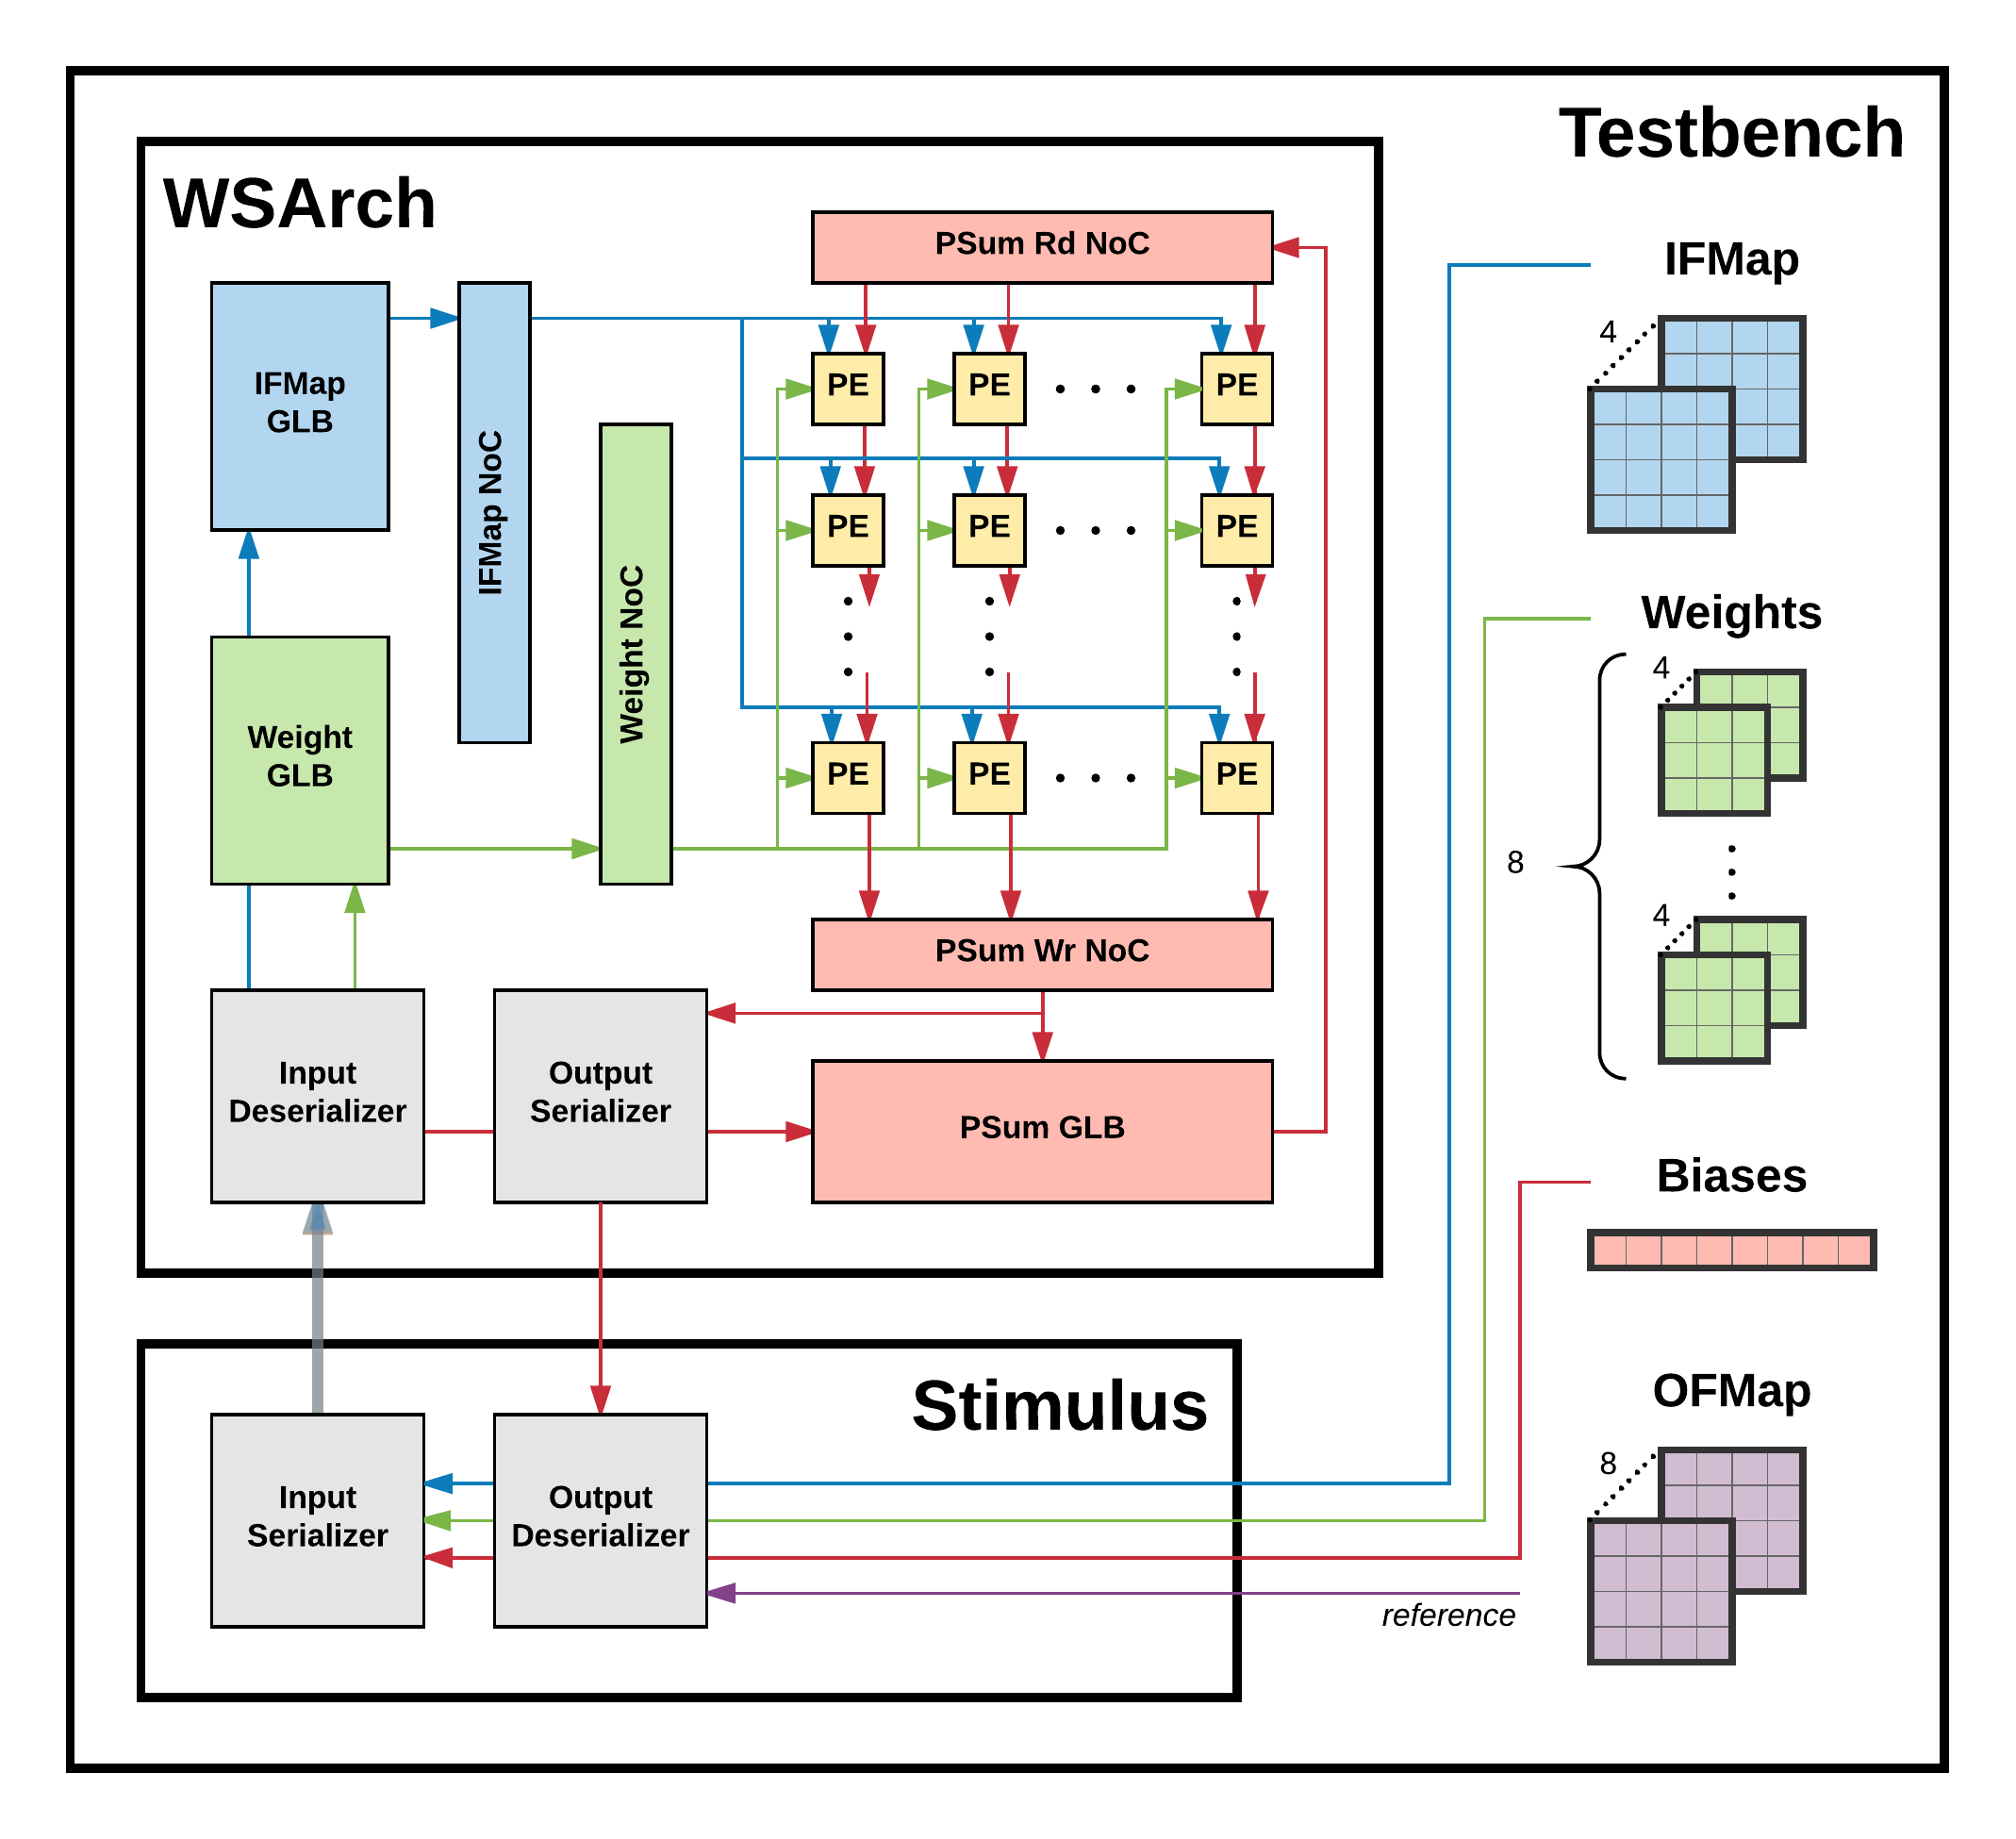 Testbench
WSArch
PSum Rd NoC
IFMap
GLB
IFMap NoC
Weight NoC
PE
PE
PE
PE
PE
PE
PE
PE
PE
Weight
GLB
PSum Wr NoC
Input
Deserializer
Output
Serializer
PSum GLB
Stimulus
Input
Serializer
Output
Deserializer
reference
IFMap
4
Weights
4
8
4
Biases
OFMap
8